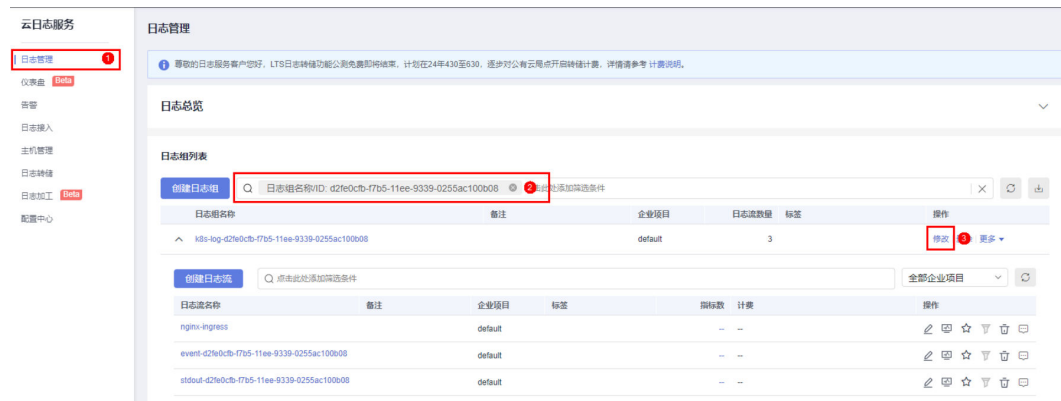 云日志服务
日志管理 1
仪表盘 Beta
告警
日志接入
主机管理
日志转储
日志加工 Beta
配置中心
日志管理
尊敬的日志服务客户您好，LTS日志转储功能公测免费即将结束，计划在24年430至630，逐步对公有云局点开启转储计费，详情请参考 计费说明。
日志总览
日志组列表
创建日志组 日志组名称/ID: d2fe0cfb-f7b5-11ee-9339-0255ac100b08 2 击此处添加筛选条件
日志组名称 备注 企业项目 日志流数量 标签 操作
k8s-log-d2fe0cfb-f7b5-11ee-9339-0255ac100b08 default 3 修改 3 更多
创建日志流 点击此处添加筛选条件 全部企业项目
日志流名称 备注 企业项目 标签 指标数 计费 操作
nginx-ingress default -- --
event-d2fe0cfb-f7b5-11ee-9339-0255ac100b08 default -- --
stdout-d2fe0cfb-f7b5-11ee-9339-0255ac100b08 default -- --